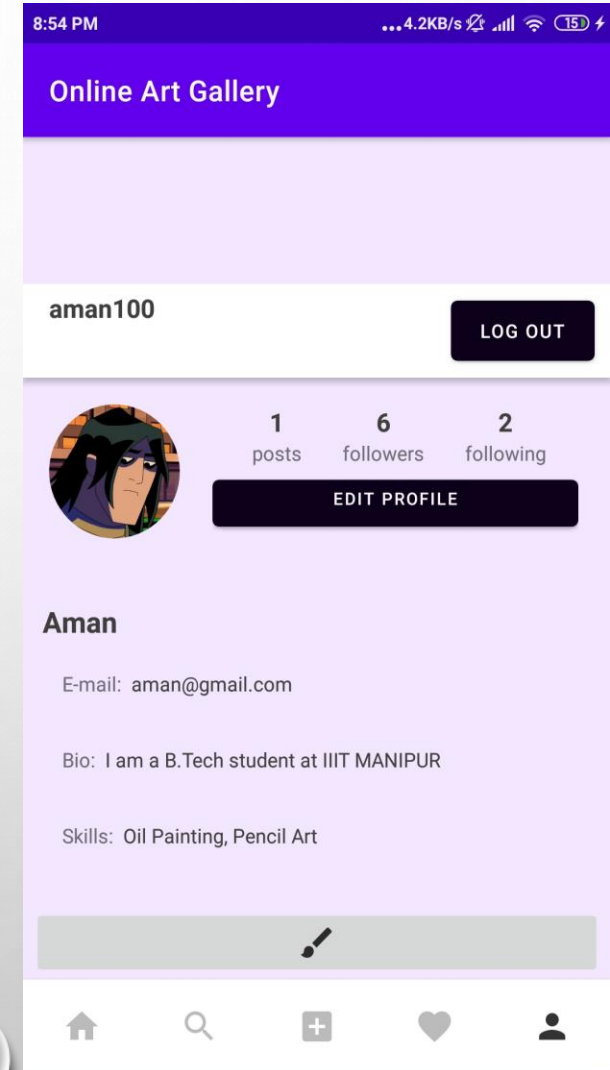 8:54 PM ...4.2KB/s 15
Online Art Gallery
aman100
LOG OUT
1 6 2
posts followers following
EDIT PROFILE
Aman
E-mail: aman@gmail.com
Bio: I am a B.Tech student at IIIT MANIPUR
Skills: Oil Painting, Pencil Art